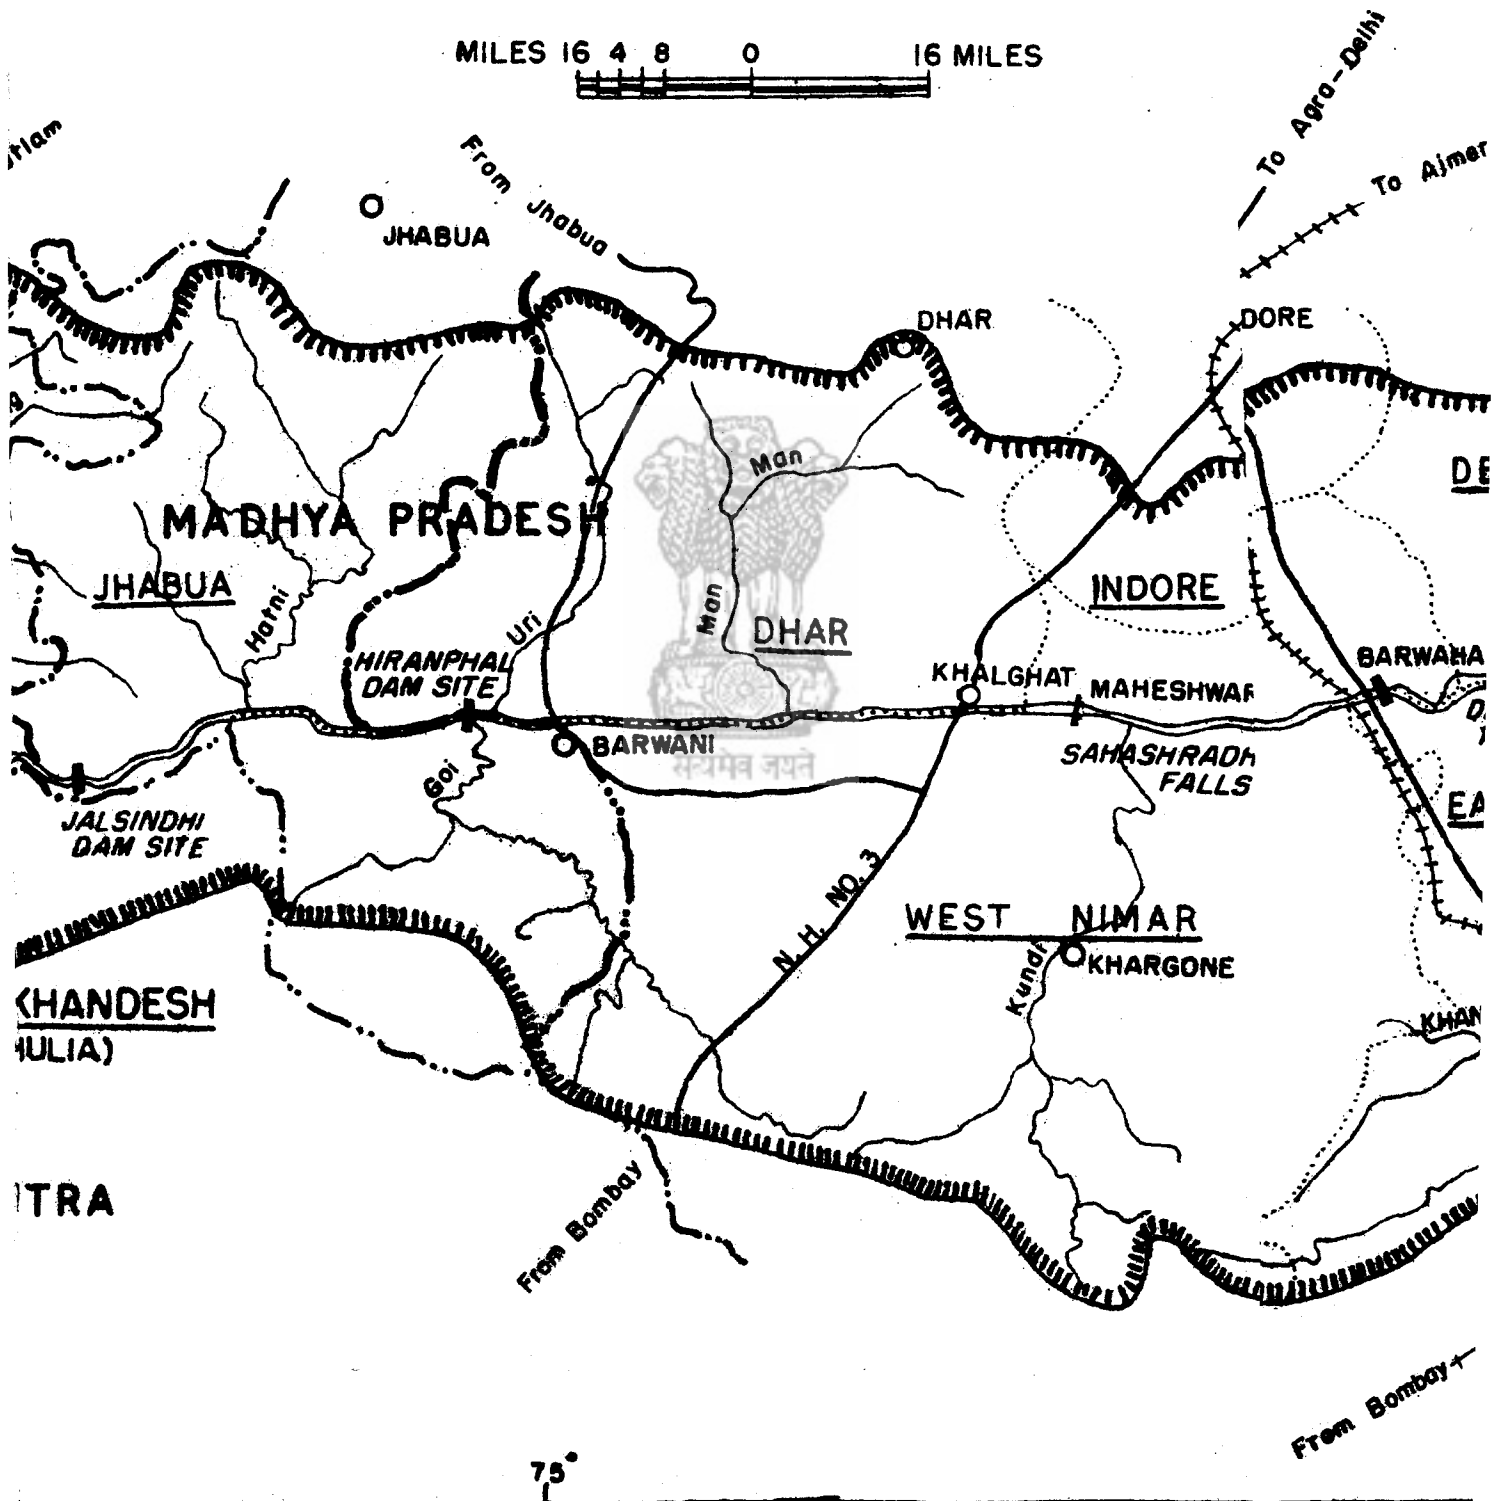 MILES 16 4 8 0 16 MILES
To Agra-Delhi
To Ajmer
From Jhabua
JHABUA
DHAR
DORE
Man
MADHYA PRADESH
JHABUA
Hatni
Uri
Man
DHAR
INDORE
HIRANPHAL
DAM SITE
KHALGHAT
MAHESHWAR
BARWAHA
BARWANI
सत्यमेव जयते
SAHASHRADH
FALLS
Goi
JALSINDHI
DAM SITE
N. H. NO. 3
WEST NIMAR
Kundi
KHARGONE
KHANDESH
HULIA)
KHAN
TRA
From Bombay
From Bombay
75°